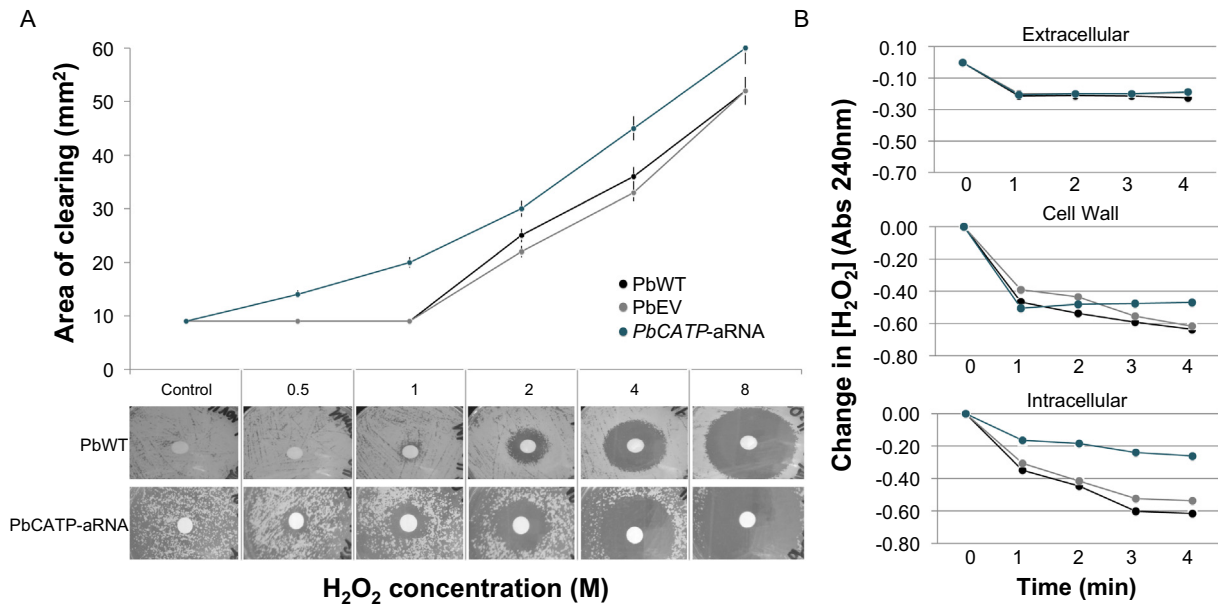 A
Area of clearing (mm²)
60
50
40
30
20
10
0
PbWT
PbEV
PbCATP-aRNA
Control 0.5 1 2 4 8
PbWT
PbCATP-aRNA
H₂O₂ concentration (M)
B
Change in [H₂O₂] (Abs 240nm)
Extracellular
0.10
-0.10
-0.30
-0.50
-0.70
0 1 2 3 4
Cell Wall
0.00
-0.20
-0.40
-0.60
-0.80
0 1 2 3 4
Intracellular
0.00
-0.20
-0.40
-0.60
-0.80
0 1 2 3 4
Time (min)